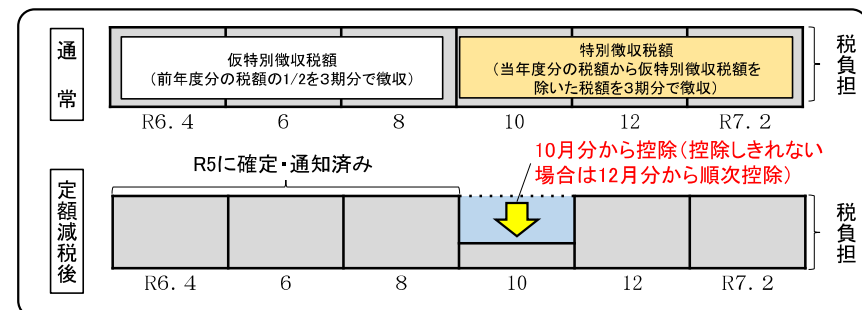 通常
仮特別徴収税額
(前年度分の税額の1/2を3期分で徴収)
特別徴収税額
(当年度分の税額から仮特別徴収税額を
除いた税額を3期分で徴収)
税負担
R6.4 6 8 10 12 R7.2
R5に確定・通知済み
10月分から控除(控除しきれない
場合は12月分から順次控除)
定額減税後
税負担
R6.4 6 8 10 12 R7.2